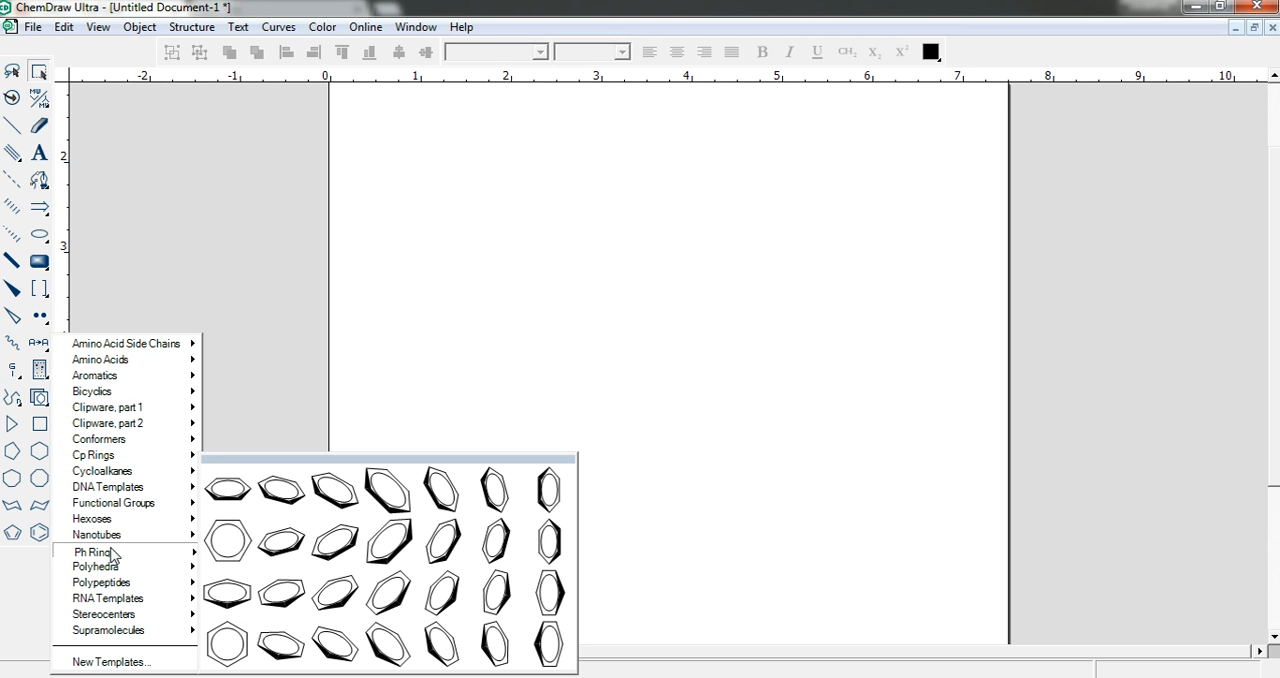 ChemDraw Ultra - [Untitled Document-1 *]
File Edit View Object Structure Text Curves Color Online Window Help
B I U CH₂ X₂ X²
-2 -1 0 1 2 3 4 5 6 7 8 9 10
2
A
3
A→A
Amino Acid Side Chains
Amino Acids
Aromatics
Bicyclics
Clipware, part 1
Clipware, part 2
Conformers
Cp Rings
Cycloalkanes
DNA Templates
Functional Groups
Hexoses
Nanotubes
Ph Rings
Polyhedra
Polypeptides
RNA Templates
Stereocenters
Supramolecules
New Templates...